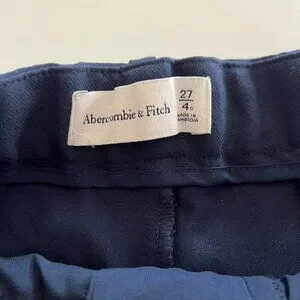 Abercrombie & Fitch
27
4S
MADE IN
CAMBODIA